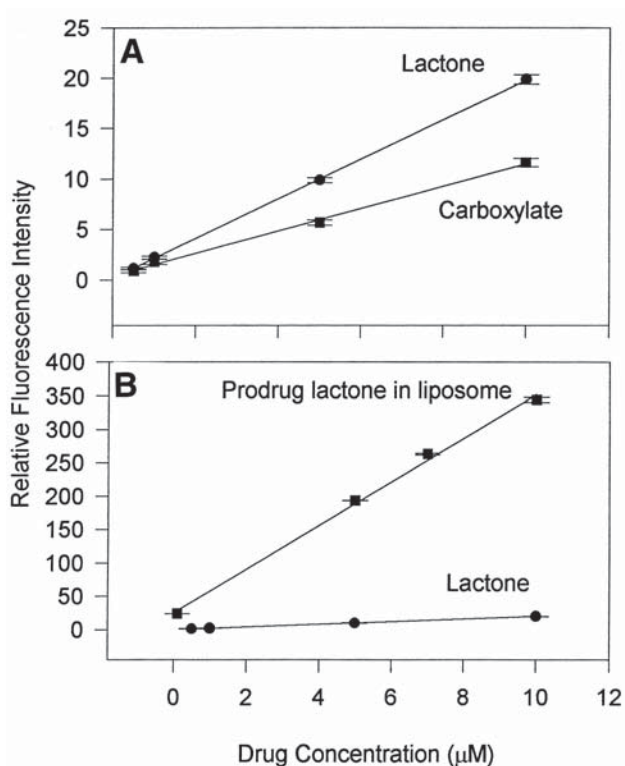 A
25
20
15
10
5
0
Lactone
Carboxylate
Relative Fluorescence Intensity
B
400
350
300
250
200
150
100
50
0
Prodrug lactone in liposome
Lactone
0 2 4 6 8 10 12
Drug Concentration (μM)